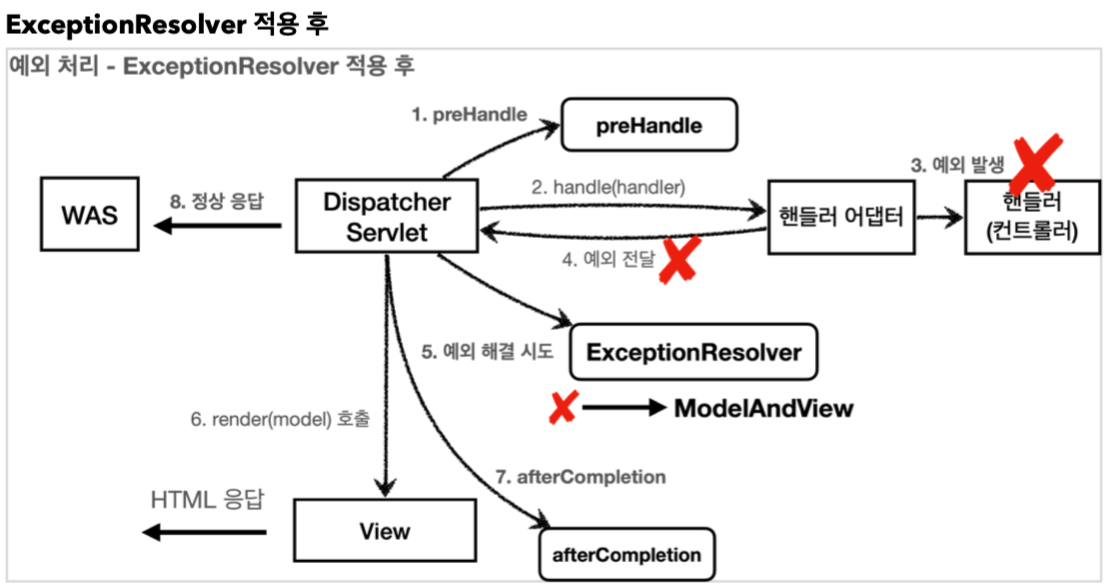 ExceptionResolver 적용 후
예외 처리 - ExceptionResolver 적용 후
1. preHandle
preHandle
3. 예외 발생
WAS
8. 정상 응답
Dispatcher
Servlet
2. handle(handler)
핸들러 어댑터
핸들러
(컨트롤러)
4. 예외 전달
5. 예외 해결 시도
ExceptionResolver
ModelAndView
6. render(model) 호출
7. afterCompletion
HTML 응답
View
afterCompletion